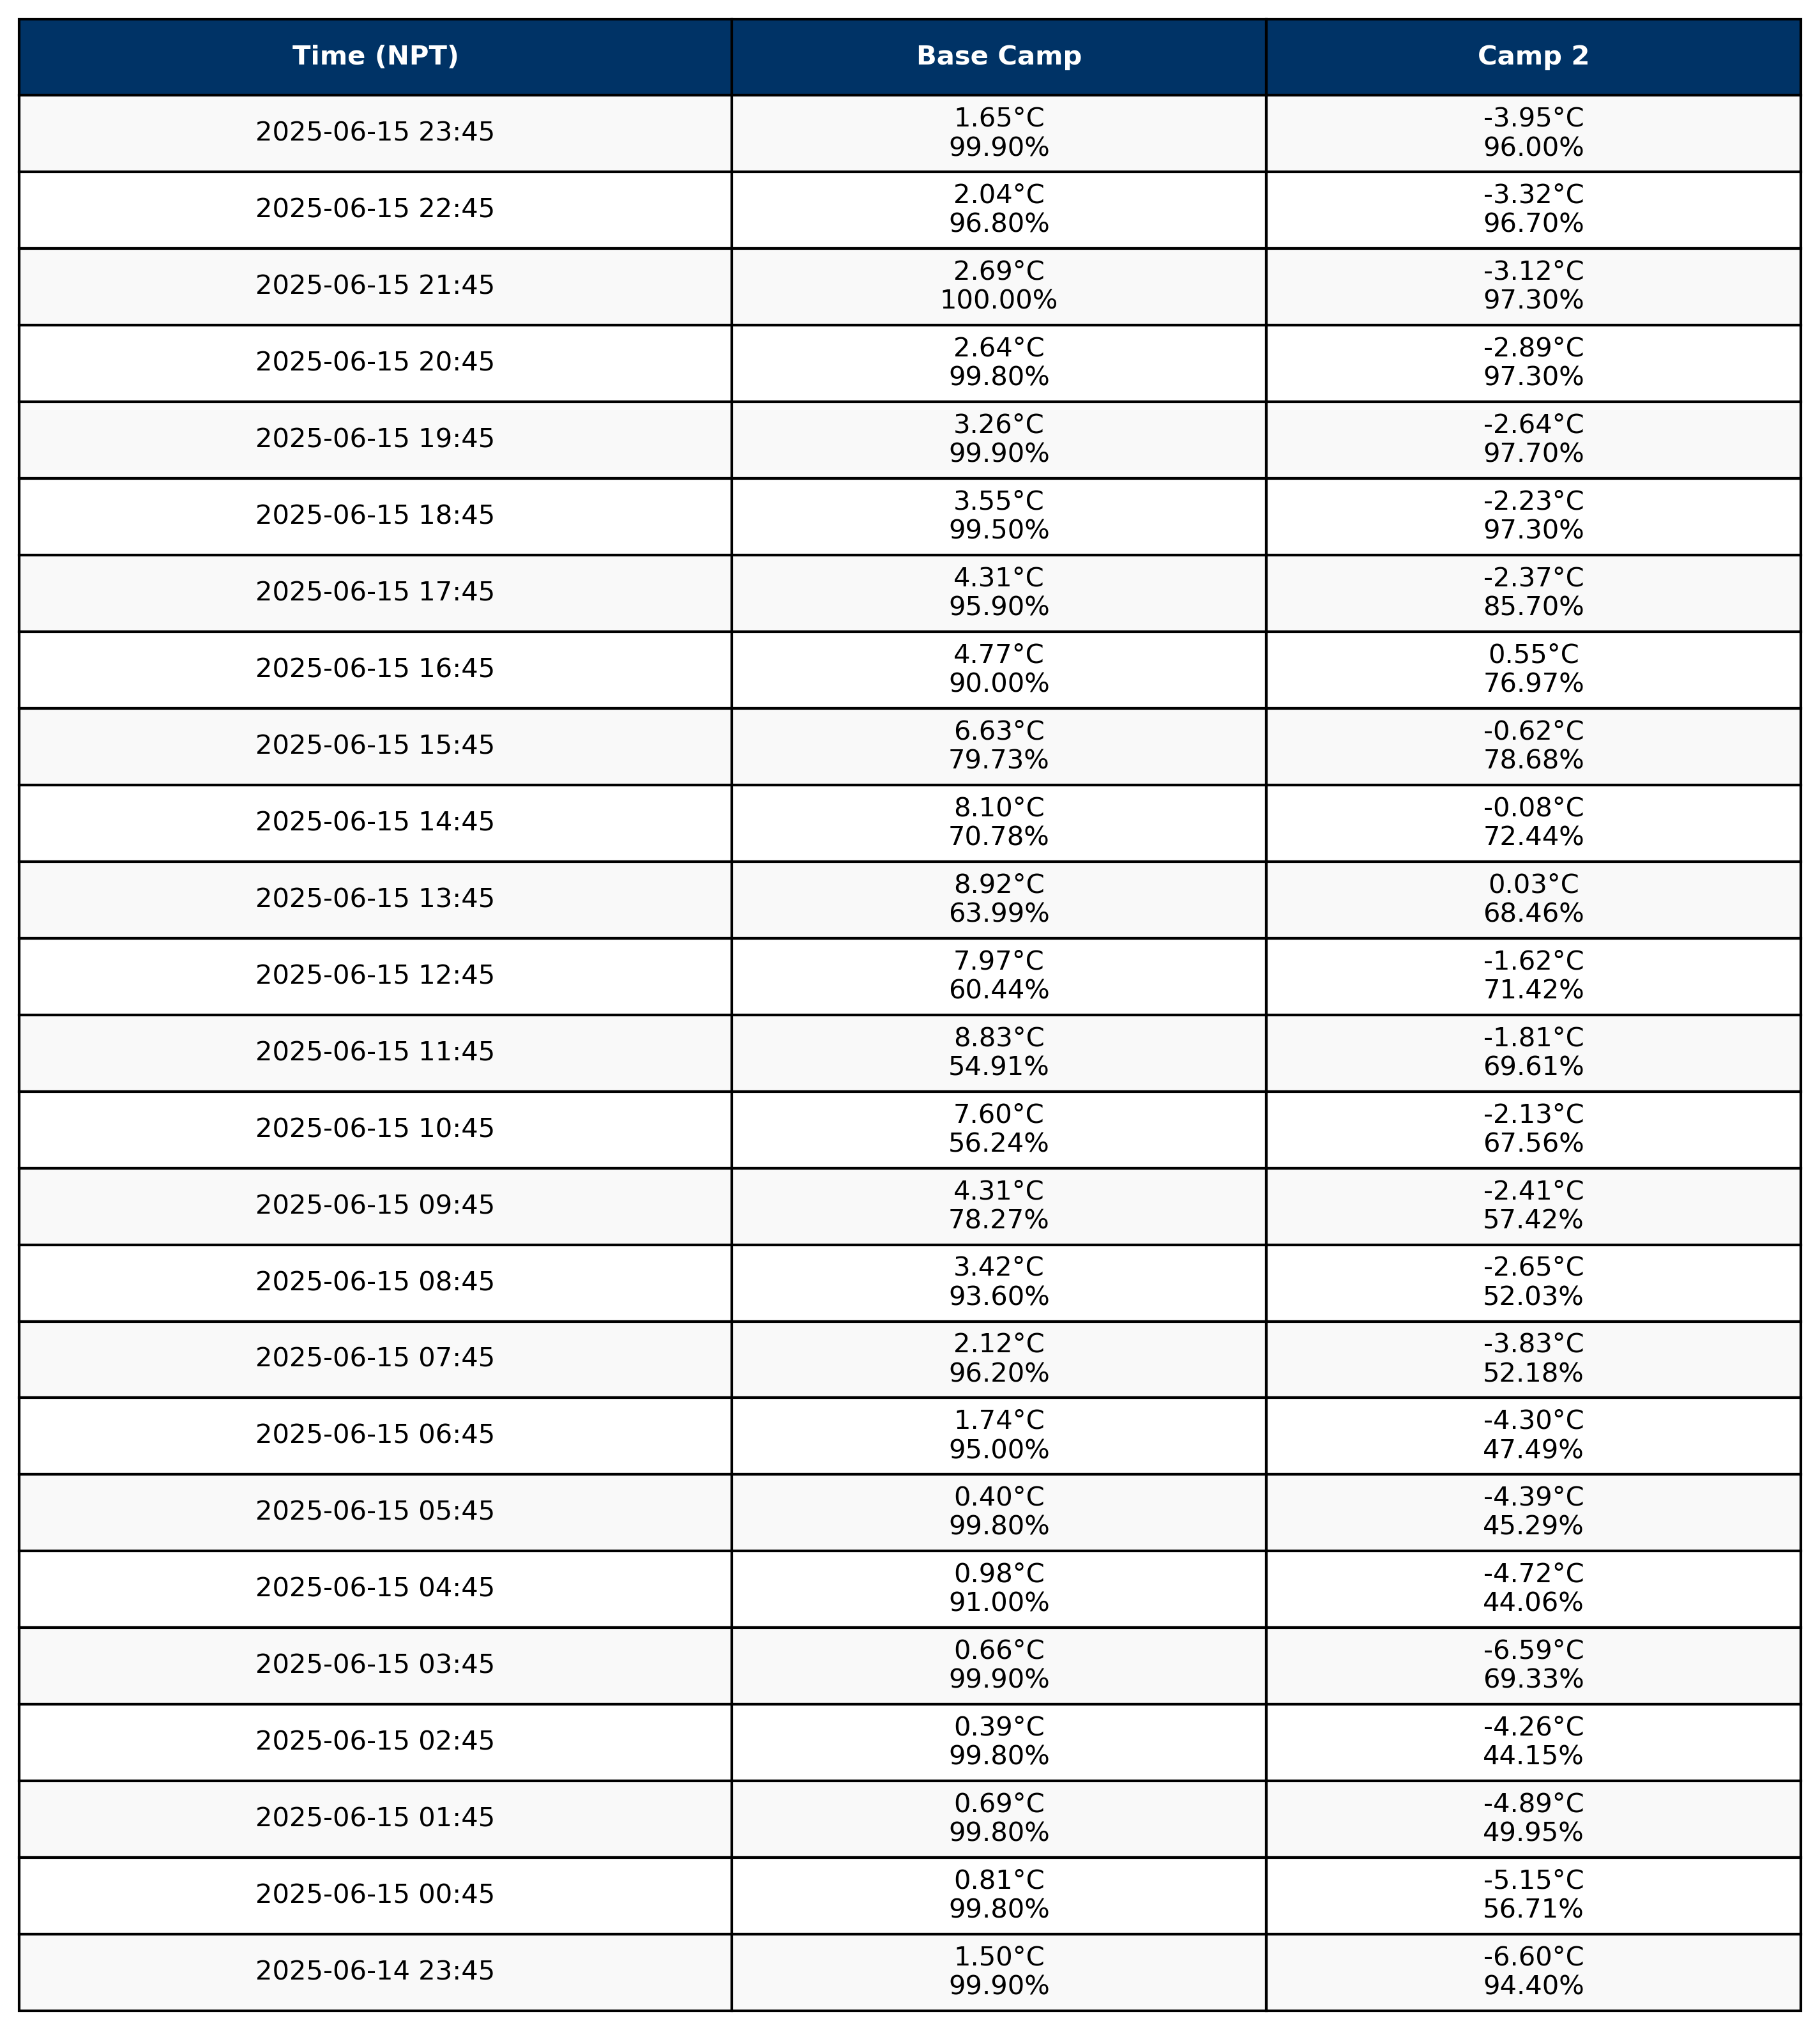 Time (NPT) Base Camp Camp 2
2025-06-15 23:45 1.65°C -3.95°C
99.90% 96.00%
2025-06-15 22:45 2.04°C -3.32°C
96.80% 96.70%
2025-06-15 21:45 2.69°C -3.12°C
100.00% 97.30%
2025-06-15 20:45 2.64°C -2.89°C
99.80% 97.30%
2025-06-15 19:45 3.26°C -2.64°C
99.90% 97.70%
2025-06-15 18:45 3.55°C -2.23°C
99.50% 97.30%
2025-06-15 17:45 4.31°C -2.37°C
95.90% 85.70%
2025-06-15 16:45 4.77°C 0.55°C
90.00% 76.97%
2025-06-15 15:45 6.63°C -0.62°C
79.73% 78.68%
2025-06-15 14:45 8.10°C -0.08°C
70.78% 72.44%
2025-06-15 13:45 8.92°C 0.03°C
63.99% 68.46%
2025-06-15 12:45 7.97°C -1.62°C
60.44% 71.42%
2025-06-15 11:45 8.83°C -1.81°C
54.91% 69.61%
2025-06-15 10:45 7.60°C -2.13°C
56.24% 67.56%
2025-06-15 09:45 4.31°C -2.41°C
78.27% 57.42%
2025-06-15 08:45 3.42°C -2.65°C
93.60% 52.03%
2025-06-15 07:45 2.12°C -3.83°C
96.20% 52.18%
2025-06-15 06:45 1.74°C -4.30°C
95.00% 47.49%
2025-06-15 05:45 0.40°C -4.39°C
99.80% 45.29%
2025-06-15 04:45 0.98°C -4.72°C
91.00% 44.06%
2025-06-15 03:45 0.66°C -6.59°C
99.90% 69.33%
2025-06-15 02:45 0.39°C -4.26°C
99.80% 44.15%
2025-06-15 01:45 0.69°C -4.89°C
99.80% 49.95%
2025-06-15 00:45 0.81°C -5.15°C
99.80% 56.71%
2025-06-14 23:45 1.50°C -6.60°C
99.90% 94.40%